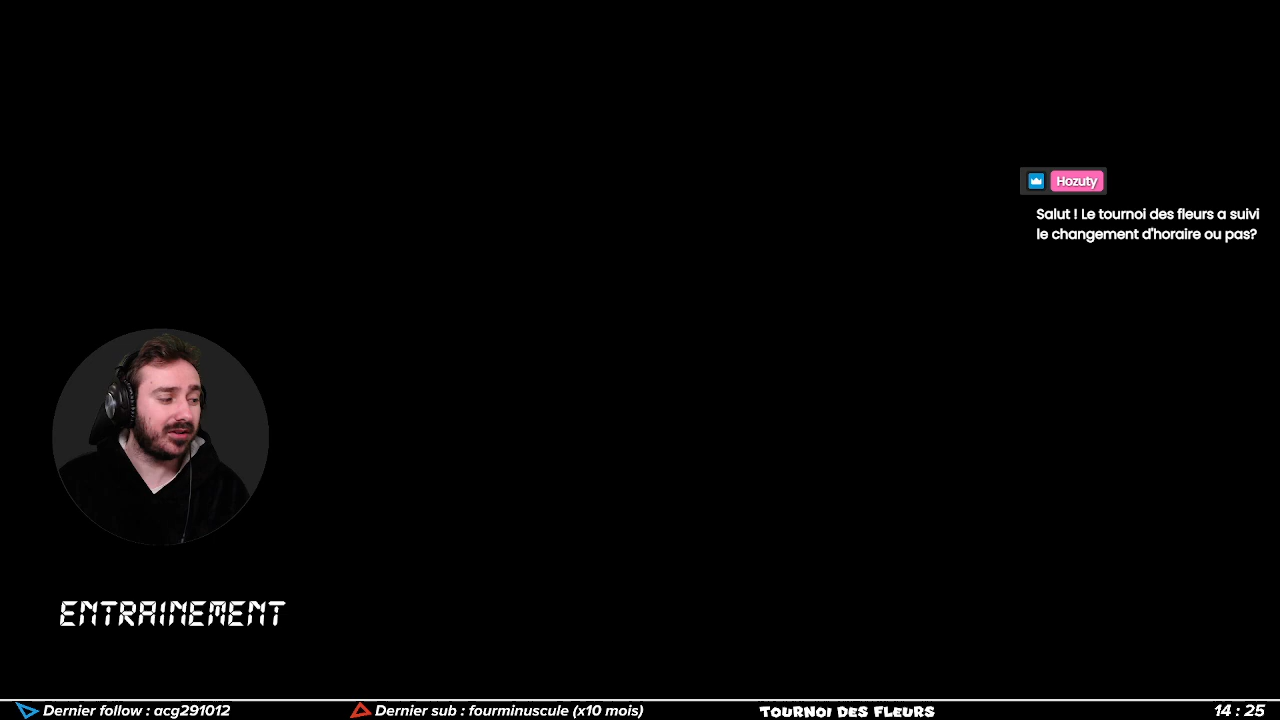 Hozuty
Salut ! Le tournoi des fleurs a suivi
le changement d'horaire ou pas?
ENTRAINEMENT
Dernier follow : acg291012
Dernier sub : fourminuscule (x10 mois)
TOURNOI DES FLEURS
14 : 25